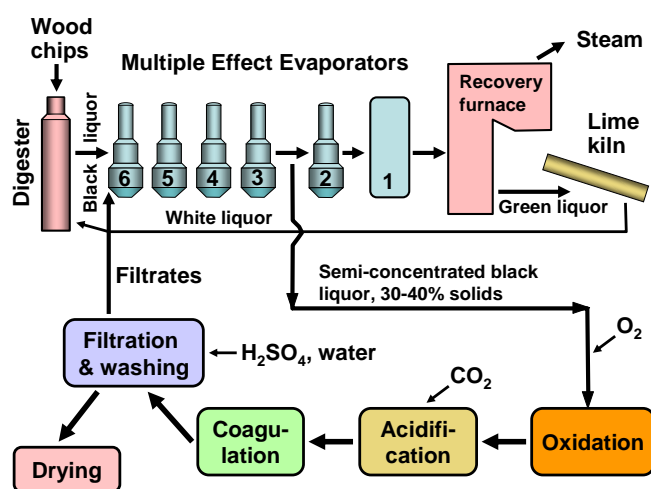 Wood
chips
Multiple Effect Evaporators
Steam
Recovery
furnace
Lime
kiln
Digester
Black liquor
6
5
4
3
2
1
Green liquor
White liquor
Filtrates
Semi-concentrated black
liquor, 30-40% solids
O₂
Filtration
& washing
H₂SO₄, water
CO₂
Coagu-
lation
Acidifi-
cation
Oxidation
Drying